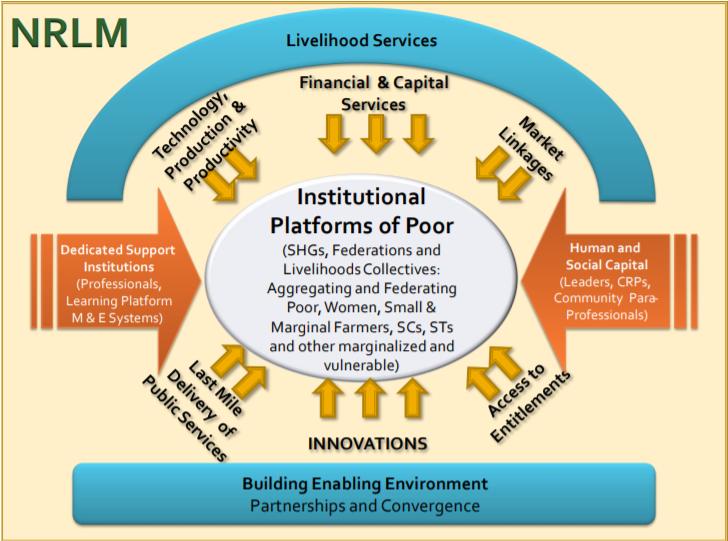 NRLM
Livelihood Services
Financial & Capital
Services
Technology,
Production &
Productivity
Market
Linkages
Institutional
Platforms of Poor
(SHGs, Federations and
Livelihoods Collectives:
Aggregating and Federating
Poor, Women, Small &
Marginal Farmers, SCs, STs
and other marginalized and
vulnerable)
Dedicated Support
Institutions
(Professionals,
Learning Platform
M & E Systems)
Human and
Social Capital
(Leaders, CRPs,
Community Para-
Professionals)
Last Mile
Delivery of
Public Services
INNOVATIONS
Access to
Entitlements
Building Enabling Environment
Partnerships and Convergence